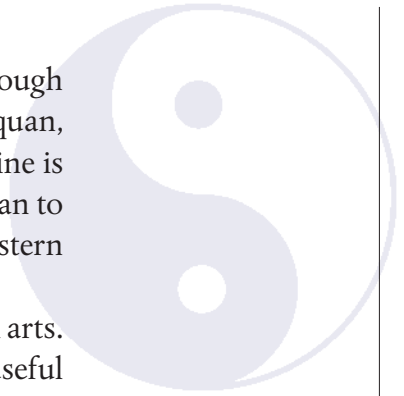 ough
quan,
ine is
an to
stern
arts.
seful